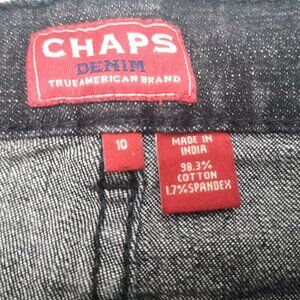 CHAPS
DENIM
TRUE AMERICAN BRAND
10
MADE IN
INDIA
98.3%
COTTON
1.7% SPANDEX